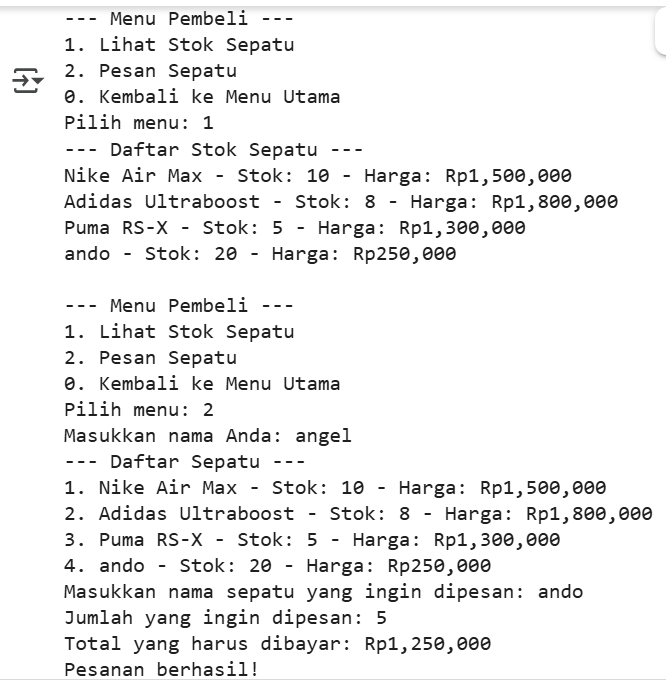 --- Menu Pembeli ---
1. Lihat Stok Sepatu
2. Pesan Sepatu
0. Kembali ke Menu Utama
Pilih menu: 1
--- Daftar Stok Sepatu ---
Nike Air Max - Stok: 10 - Harga: Rp1,500,000
Adidas Ultraboost - Stok: 8 - Harga: Rp1,800,000
Puma RS-X - Stok: 5 - Harga: Rp1,300,000
ando - Stok: 20 - Harga: Rp250,000

--- Menu Pembeli ---
1. Lihat Stok Sepatu
2. Pesan Sepatu
0. Kembali ke Menu Utama
Pilih menu: 2
Masukkan nama Anda: angel
--- Daftar Sepatu ---
1. Nike Air Max - Stok: 10 - Harga: Rp1,500,000
2. Adidas Ultraboost - Stok: 8 - Harga: Rp1,800,000
3. Puma RS-X - Stok: 5 - Harga: Rp1,300,000
4. ando - Stok: 20 - Harga: Rp250,000
Masukkan nama sepatu yang ingin dipesan: ando
Jumlah yang ingin dipesan: 5
Total yang harus dibayar: Rp1,250,000
Pesanan berhasil!